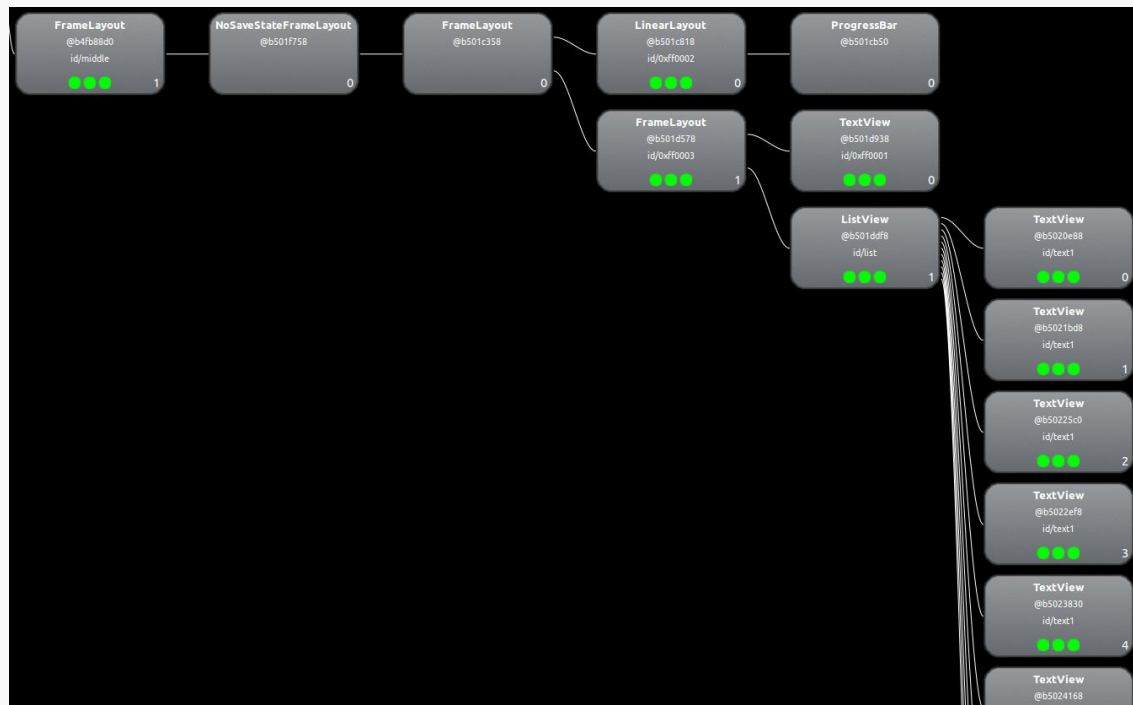 FrameLayout
@b4fb88d0
id/middle
1
NoSaveStateFrameLayout
@b501f758
0
FrameLayout
@b501c358
0
LinearLayout
@b501c818
id/0xff0002
0
ProgressBar
@b501cb50
0
FrameLayout
@b501d578
id/0xff0003
1
TextView
@b501d938
id/0xff0001
0
ListView
@b501ddf8
id/list
1
TextView
@b5020e88
id/text1
0
TextView
@b5021bd8
id/text1
1
TextView
@b50225c0
id/text1
2
TextView
@b5022ef8
id/text1
3
TextView
@b5023830
id/text1
4
TextView
@b5024168